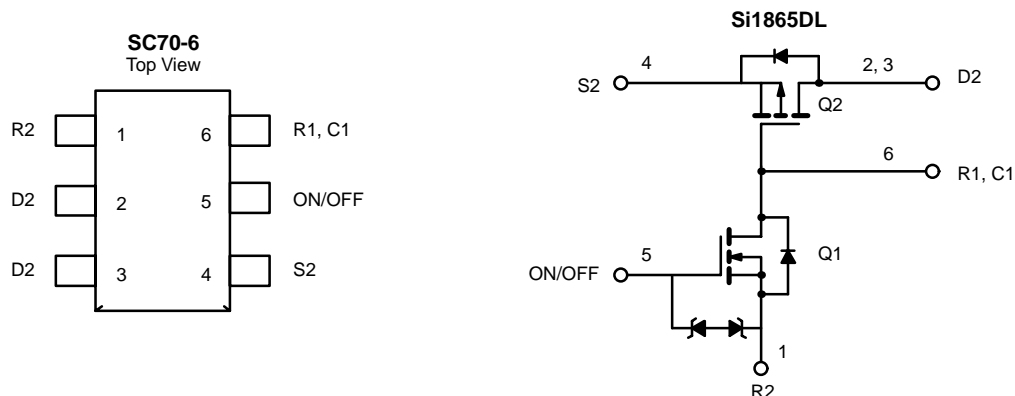 SC70-6
Top View
R2 1 6 R1, C1
D2 2 5 ON/OFF
D2 3 4 S2
Si1865DL
4 2, 3
S2 D2
Q2
6
R1, C1
5 Q1
ON/OFF
1
R2